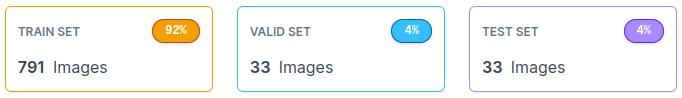 TRAIN SET 92%
791 Images
VALID SET 4%
33 Images
TEST SET 4%
33 Images